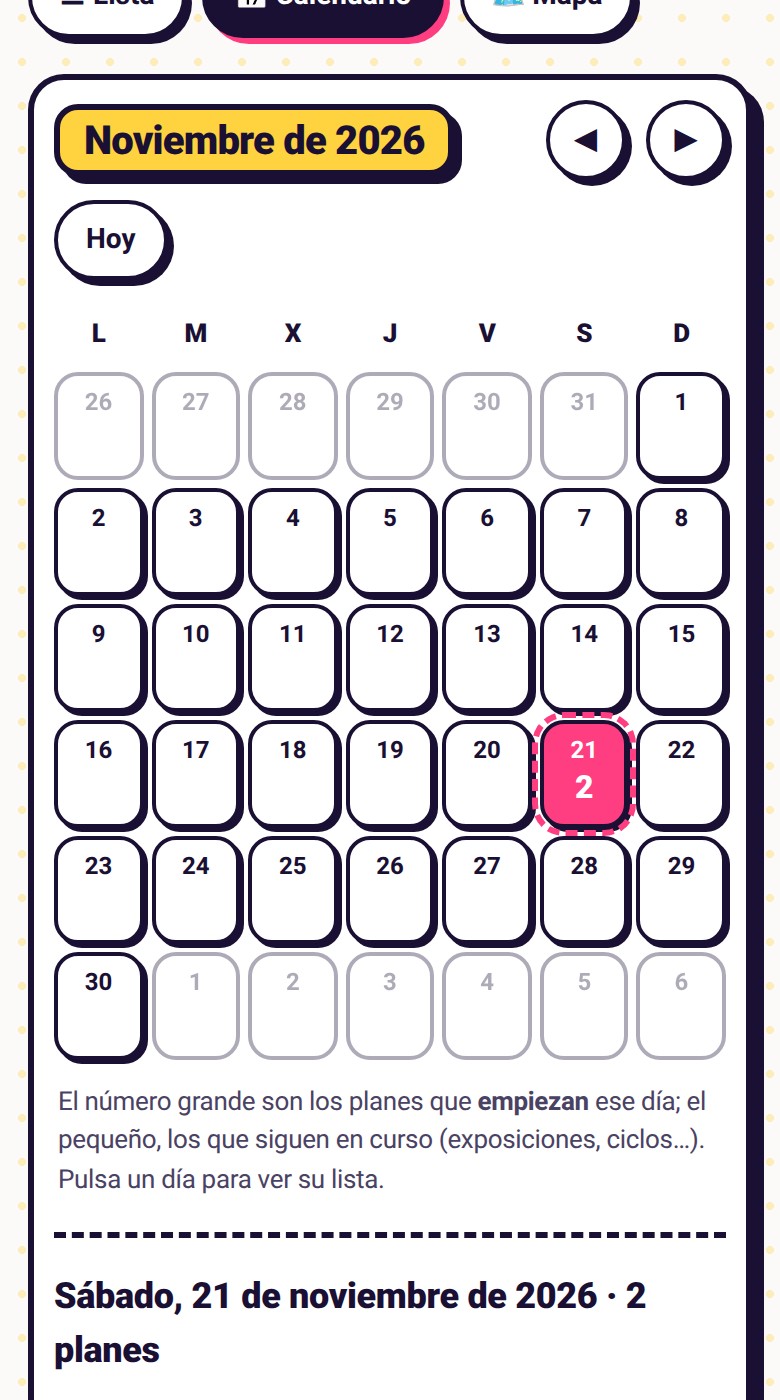 Lista 17 Calendario Mapa
Noviembre de 2026 ◀ ▶
Hoy
L M X J V S D
26 27 28 29 30 31 1
2 3 4 5 6 7 8
9 10 11 12 13 14 15
16 17 18 19 20 21 22
2
23 24 25 26 27 28 29
30 1 2 3 4 5 6
El número grande son los planes que empiezan ese día; el
pequeño, los que siguen en curso (exposiciones, ciclos...).
Pulsa un día para ver su lista.
Sábado, 21 de noviembre de 2026 · 2
planes